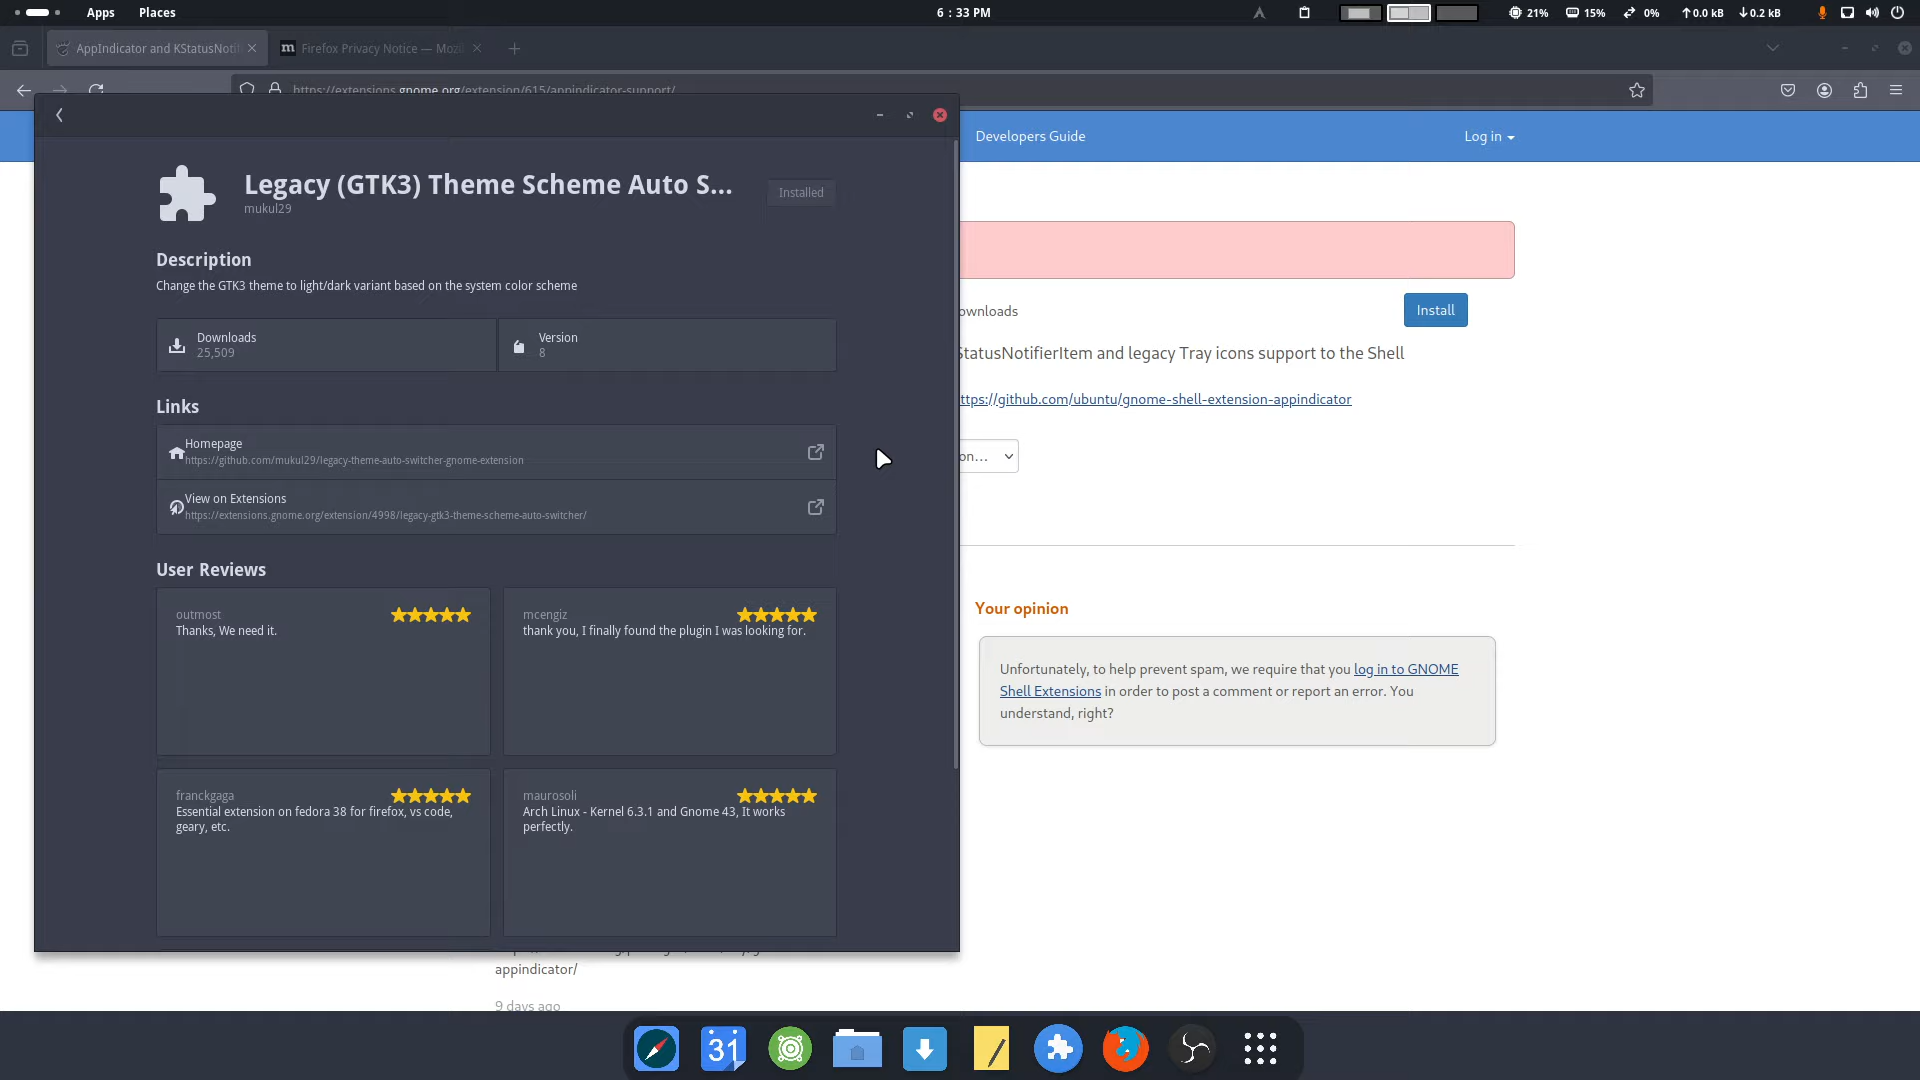 Apps Places 6 : 33 PM 21% 15% 0% 0.0 kB 0.2 kB
AppIndicator and KStatusNotif Firefox Privacy Notice — Mozil
https://extensions.gnome.org/extension/615/appindicator-support/
Developers Guide Log in
Legacy (GTK3) Theme Scheme Auto S...
mukul29
Installed
Description
Change the GTK3 theme to light/dark variant based on the system color scheme
Downloads
25,509
Version
8
Links
Homepage
https://github.com/mukul29/legacy-theme-auto-switcher-gnome-extension
View on Extensions
https://extensions.gnome.org/extension/4998/legacy-gtk3-theme-scheme-auto-switcher/
User Reviews
outmost
Thanks, We need it.
mcengiz
thank you, I finally found the plugin I was looking for.
franckgaga
Essential extension on fedora 38 for firefox, vs code,
geary, etc.
maurosoli
Arch Linux - Kernel 6.3.1 and Gnome 43, It works
perfectly.
ownloads
Install
StatusNotifierItem and legacy Tray icons support to the Shell
ttps://github.com/ubuntu/gnome-shell-extension-appindicator
on...
Your opinion
Unfortunately, to help prevent spam, we require that you log in to GNOME
Shell Extensions in order to post a comment or report an error. You
understand, right?
appindicator/
9 days ago
31